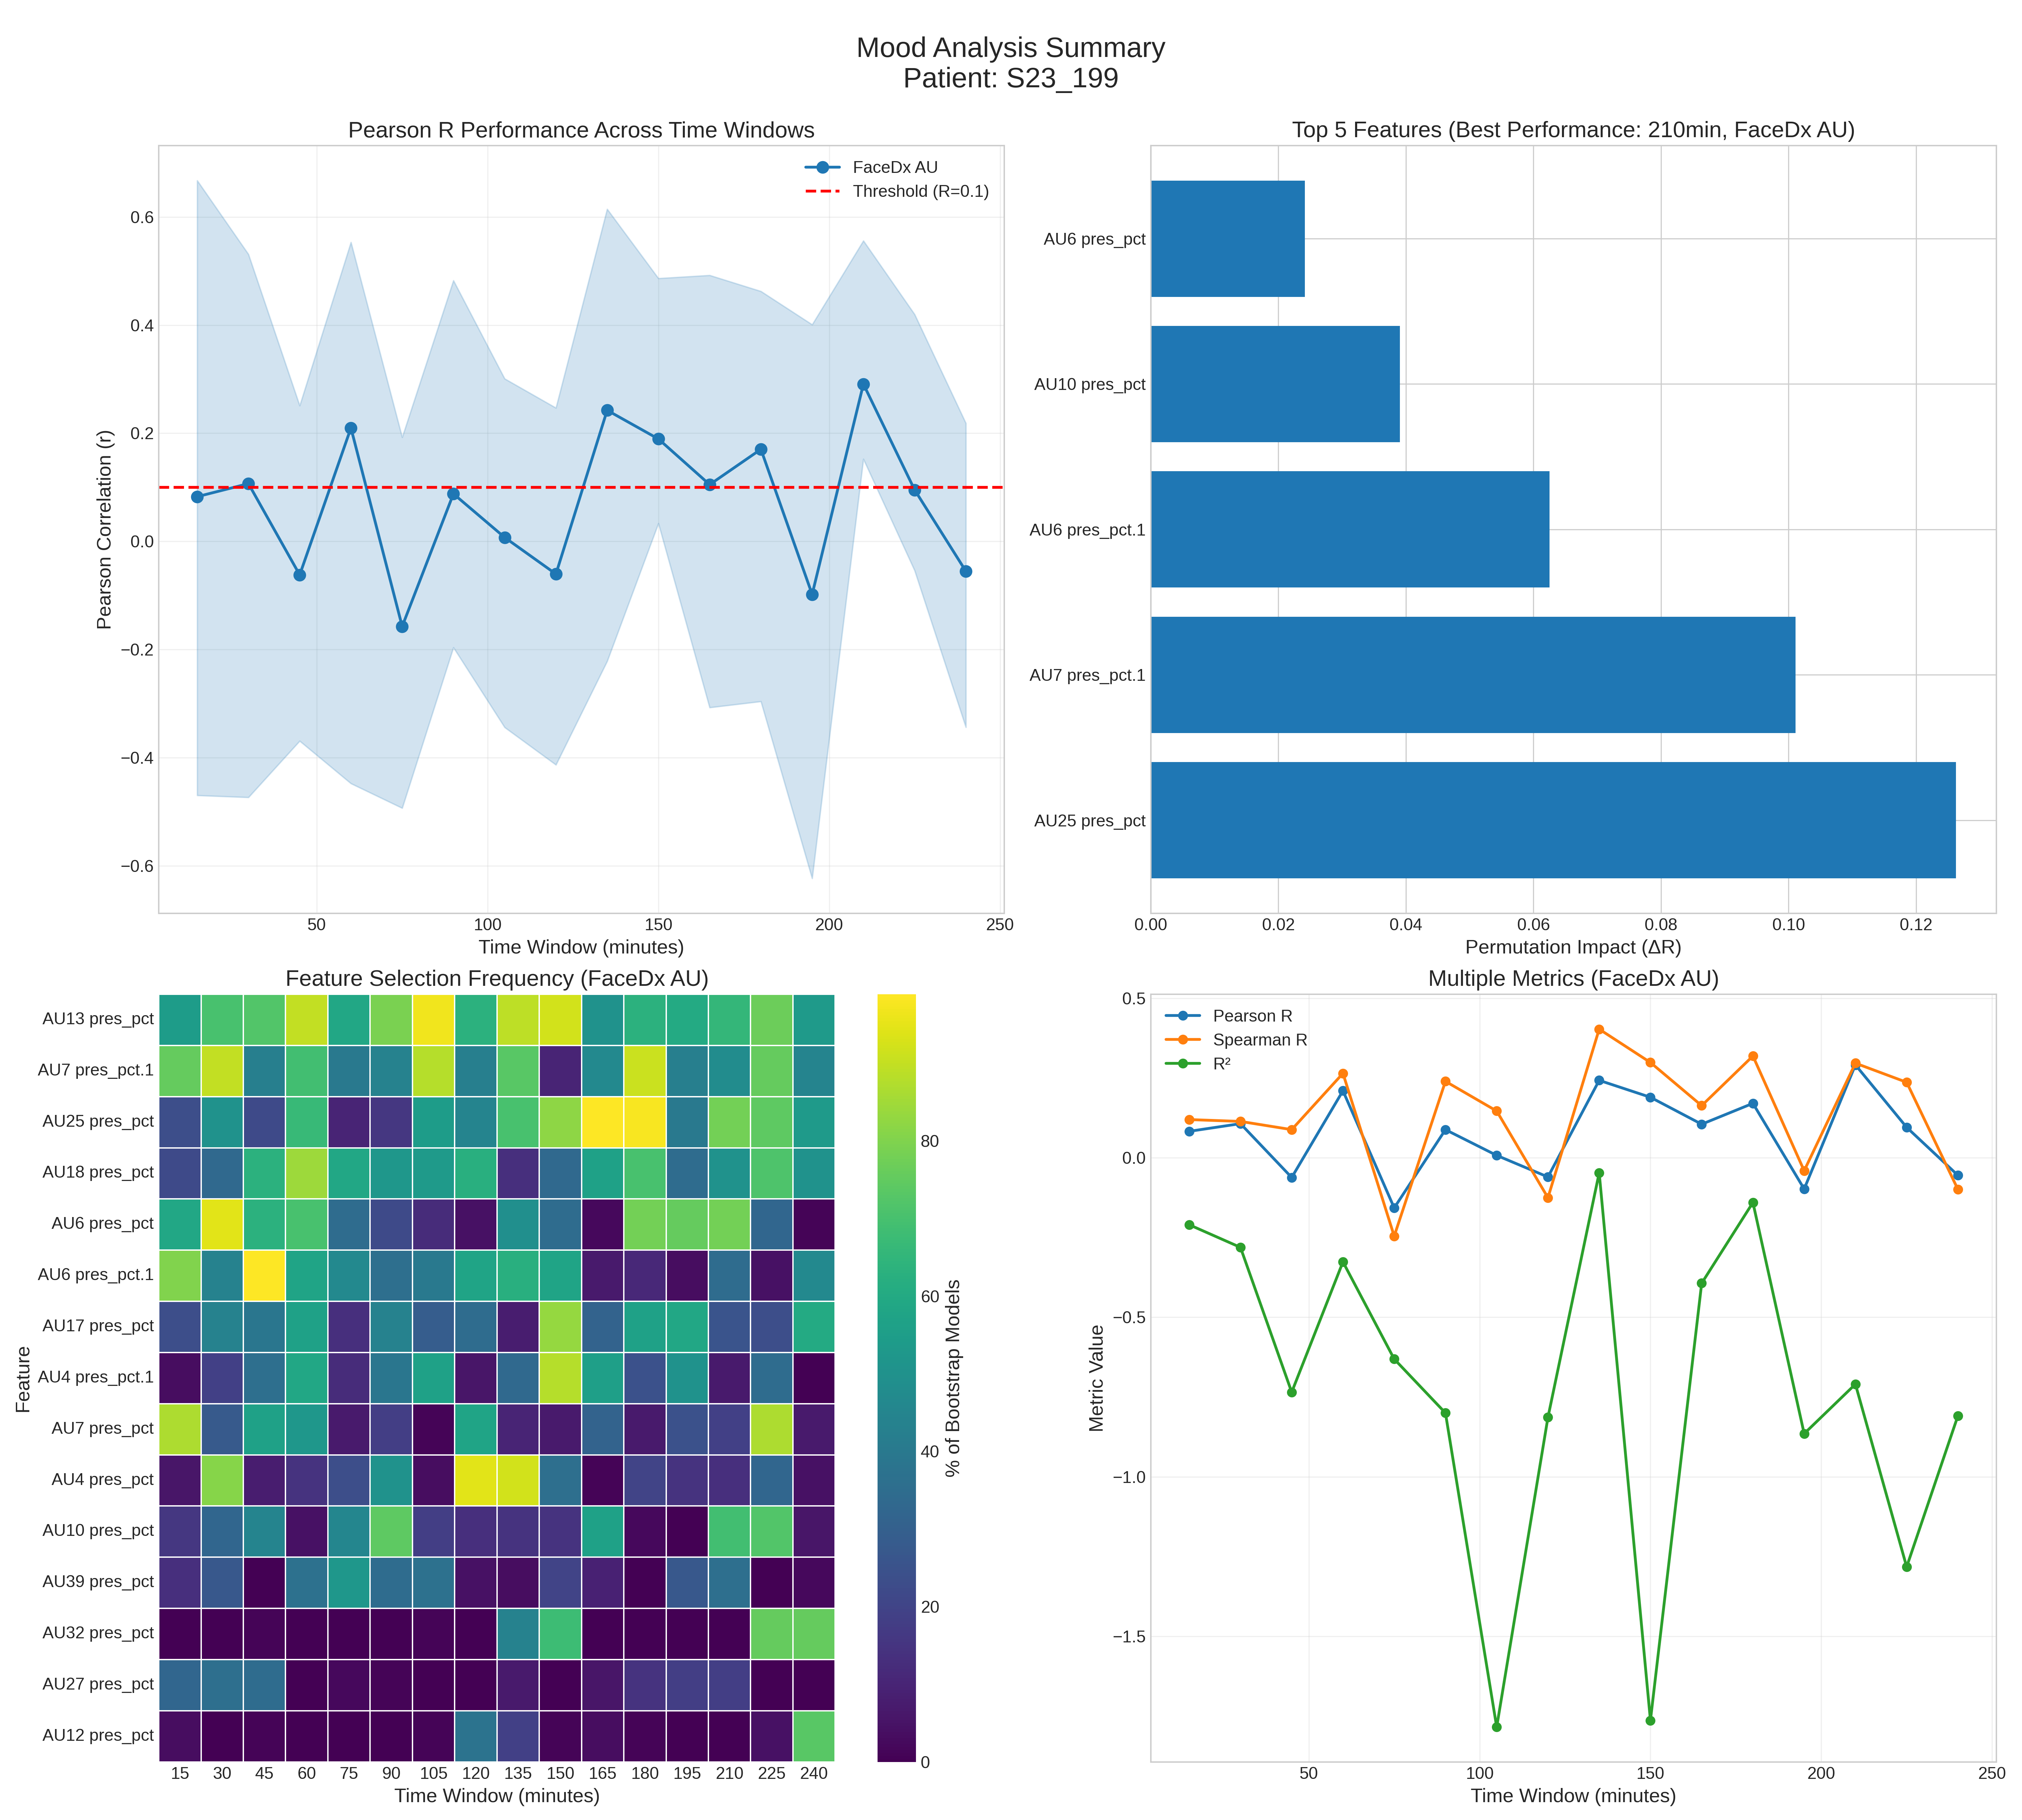 Mood Analysis Summary
Patient: S23_199
Pearson R Performance Across Time Windows
FaceDx AU
Threshold (R=0.1)
Pearson Correlation (r)
0.6
0.4
0.2
0.0
−0.2
−0.4
−0.6
50 100 150 200 250
Time Window (minutes)
Top 5 Features (Best Performance: 210min, FaceDx AU)
AU6 pres_pct
AU10 pres_pct
AU6 pres_pct.1
AU7 pres_pct.1
AU25 pres_pct
0.00 0.02 0.04 0.06 0.08 0.10 0.12
Permutation Impact (ΔR)
Feature Selection Frequency (FaceDx AU)
Feature
AU13 pres_pct
AU7 pres_pct.1
AU25 pres_pct
AU18 pres_pct
AU6 pres_pct
AU6 pres_pct.1
AU17 pres_pct
AU4 pres_pct.1
AU7 pres_pct
AU4 pres_pct
AU10 pres_pct
AU39 pres_pct
AU32 pres_pct
AU27 pres_pct
AU12 pres_pct
15 30 45 60 75 90 105 120 135 150 165 180 195 210 225 240
Time Window (minutes)
80
60
40
20
0
% of Bootstrap Models
Multiple Metrics (FaceDx AU)
Pearson R
Spearman R
R²
Metric Value
0.5
0.0
−0.5
−1.0
−1.5
50 100 150 200 250
Time Window (minutes)